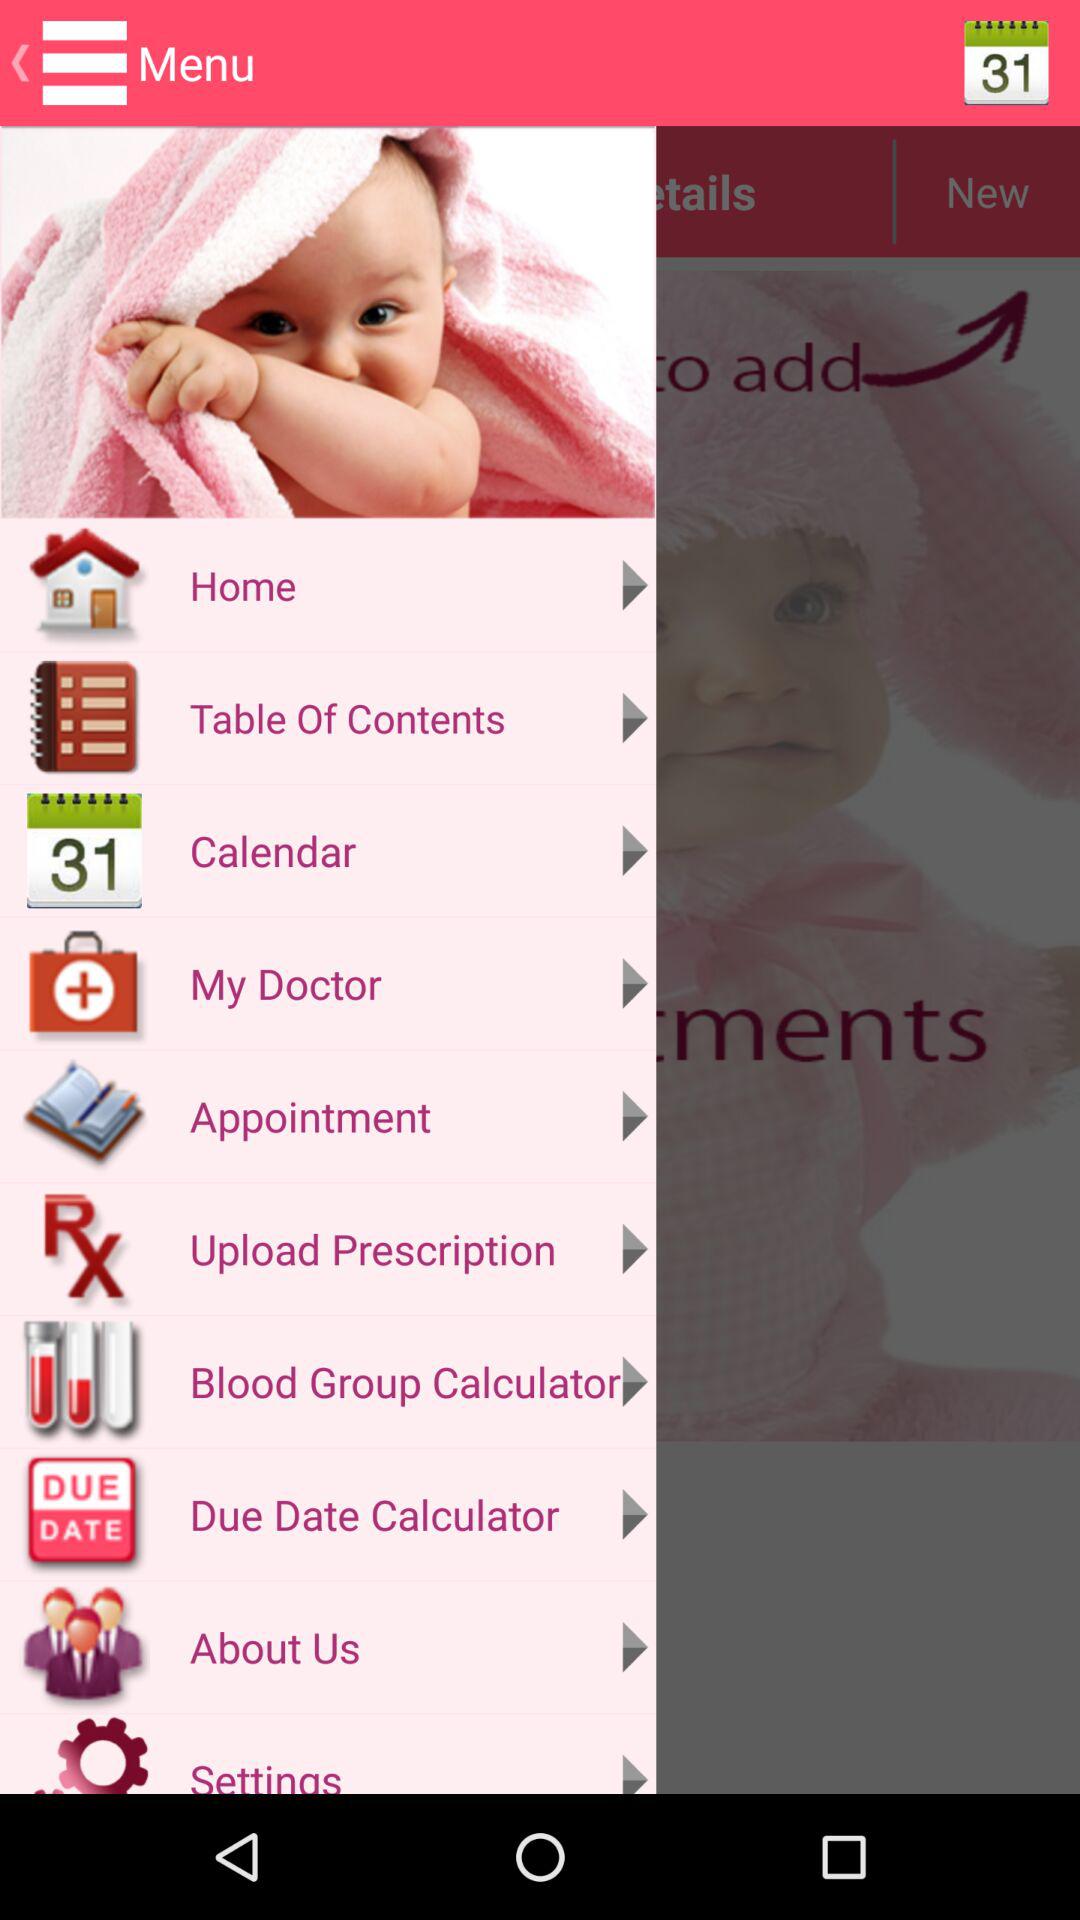 Menu
31
New
to add
Home
Table Of Contents
31
Calendar
My Doctor
tments
Appointment
Rx
Upload Prescription
Blood Group Calculator
DUE
DATE
Due Date Calculator
About Us
Settings